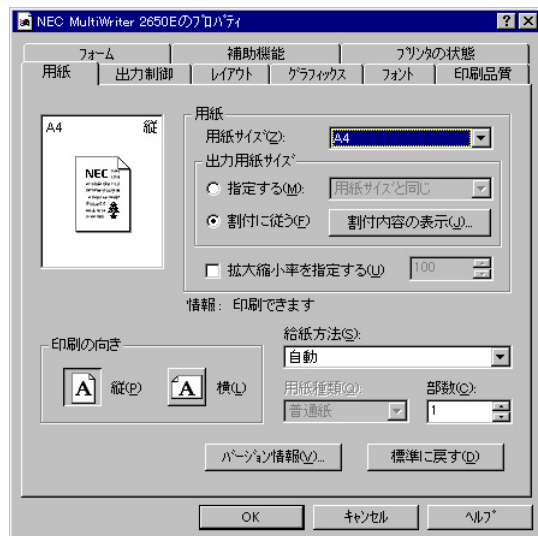 NEC MultiWriter 2650Eのﾌﾟﾛﾊﾟﾃｨ
フォーム 補助機能 ﾌﾟﾘﾝﾀの状態
用紙 出力制御 ﾚｲｱｳﾄ ｸﾞﾗﾌｨｯｸｽ ﾌｫﾝﾄ 印刷品質
A4 縦
NEC
用紙
用紙ｻｲｽﾞ(Z): A4
出力用紙ｻｲｽﾞ
指定する(M): 用紙ｻｲｽﾞと同じ
割付に従う(F) 割付内容の表示(J)...
拡大縮小率を指定する(U) 100
情報: 印刷できます
印刷の向き
A 縦(P) A 横(L)
給紙方法(S):
自動
用紙種類(Q): 部数(C):
普通紙 1
ﾊﾞｰｼﾞｮﾝ情報(V)... 標準に戻す(D)
OK ｷｬﾝｾﾙ ﾍﾙﾌﾟ